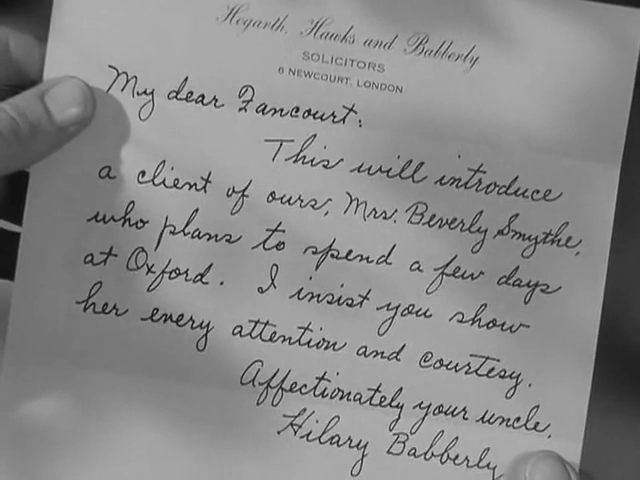 Hogarth, Hawks and Babberly
SOLICITORS
6 NEWCOURT, LONDON
My dear Fancourt:
This will introduce
a client of ours, Mrs. Beverly Smythe,
who plans to spend a few days
at Oxford. I insist you show
her every attention and courtesy.
Affectionately your uncle,
Hilary Babberly